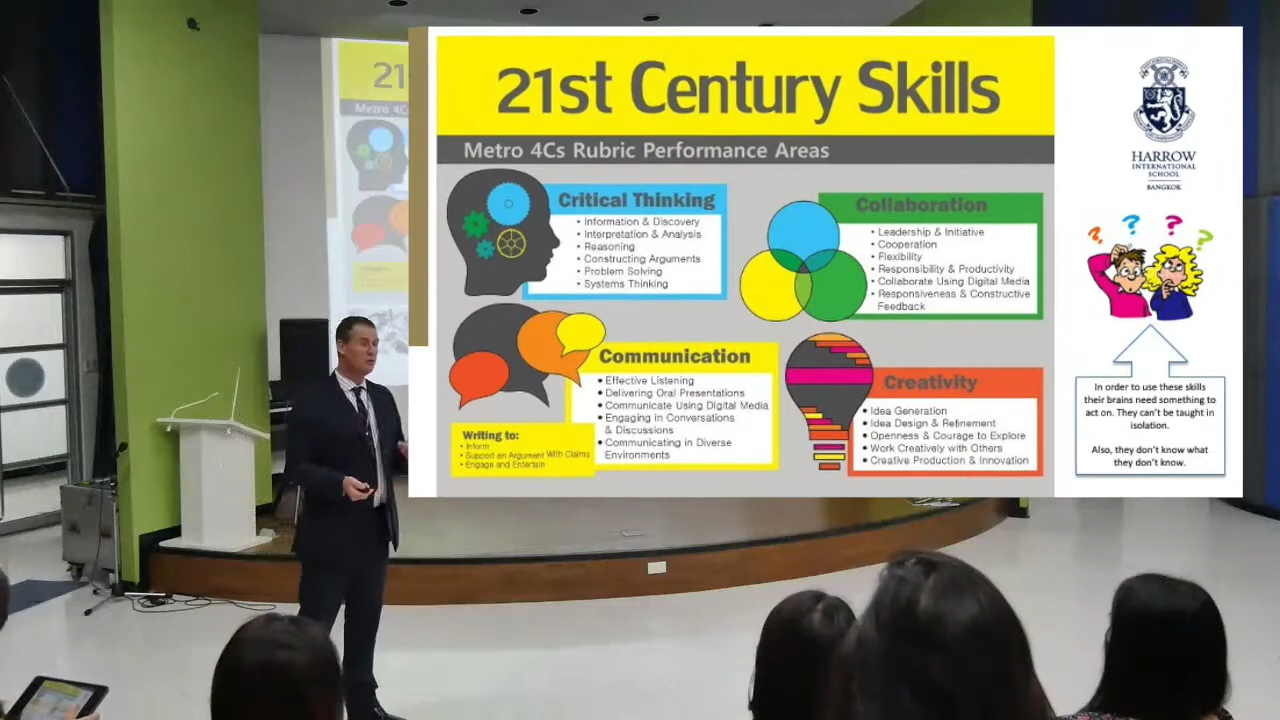 21
Metro 4C
21st Century Skills
Metro 4Cs Rubric Performance Areas
Critical Thinking
• Information & Discovery
• Interpretation & Analysis
• Reasoning
• Constructing Arguments
• Problem Solving
• Systems Thinking
Collaboration
• Leadership & Initiative
• Cooperation
• Flexibility
• Responsibility & Productivity
• Collaborate Using Digital Media
• Responsiveness & Constructive
Feedback
Communication
• Effective Listening
• Delivering Oral Presentations
• Communicate Using Digital Media
• Engaging in Conversations
& Discussions
• Communicating in Diverse
Environments
Writing to:
• Inform
• Support an Argument With Claims
• Engage and Entertain
Creativity
• Idea Generation
• Idea Design & Refinement
• Openness & Courage to Explore
• Work Creatively with Others
• Creative Production & Innovation
HARROW
INTERNATIONAL
SCHOOL
BANGKOK
? ? ? ?
In order to use these skills
their brains need something to
act on. They can't be taught in
isolation.
Also, they don't know what
they don't know.